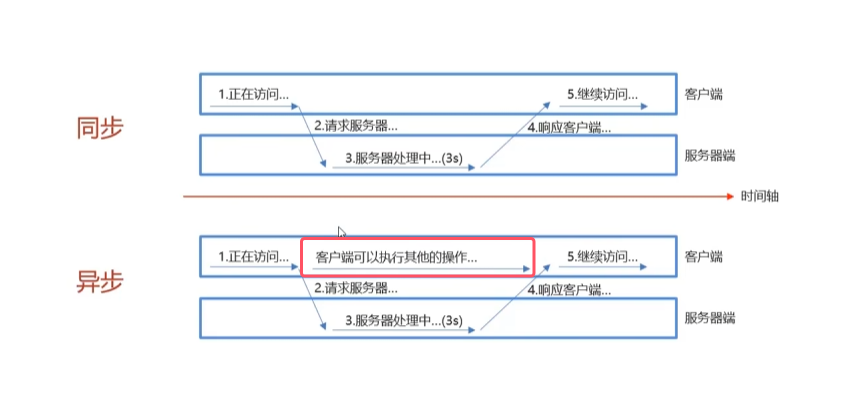 1.正在访问...
5.继续访问...
客户端
同步
2.请求服务器...
4.响应客户端...
3.服务器处理中...(3s)
服务器端
时间轴
1.正在访问...
客户端可以执行其他的操作...
5.继续访问...
客户端
异步
2.请求服务器...
4.响应客户端...
3.服务器处理中...(3s)
服务器端